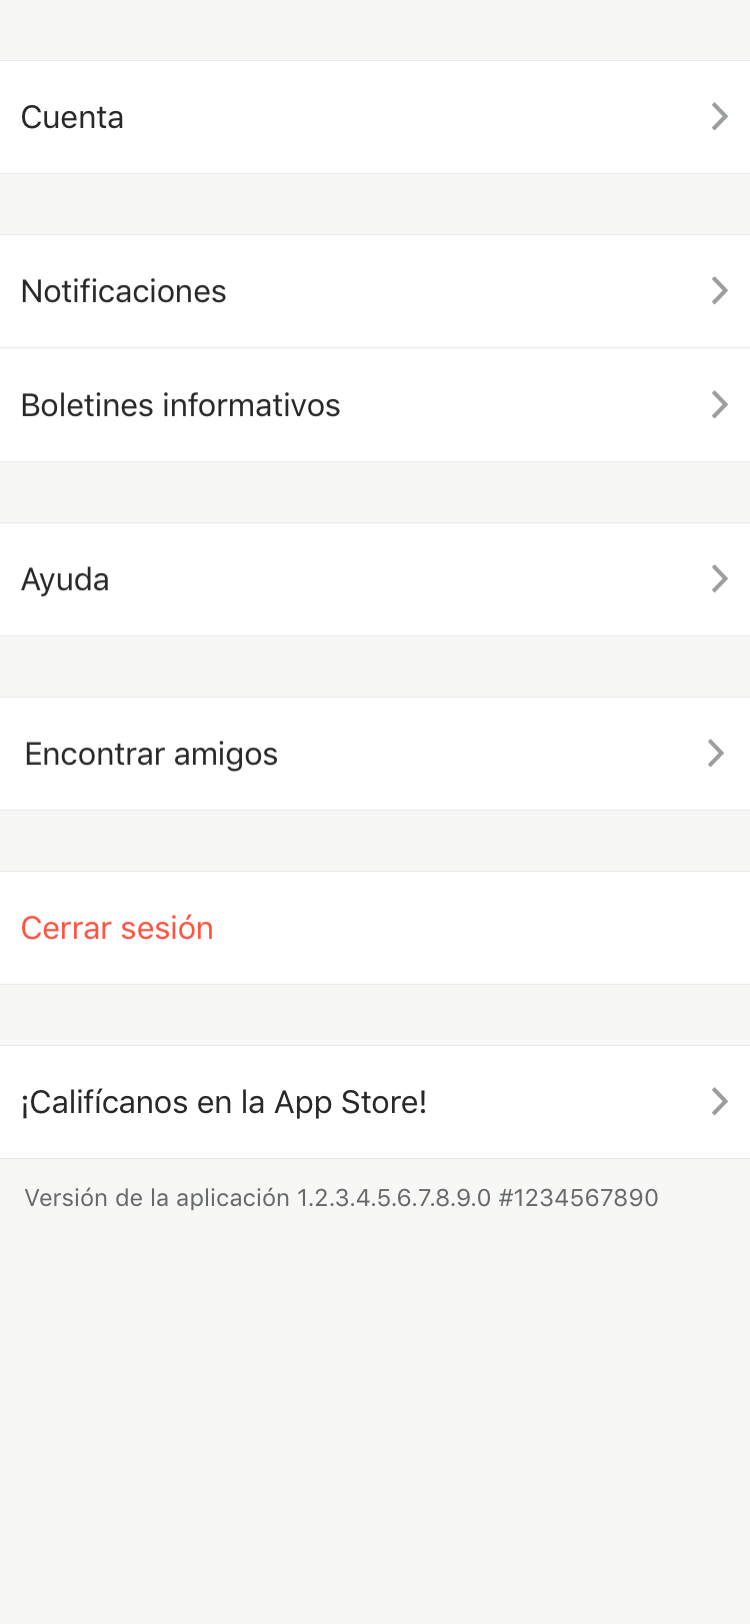 Cuenta
Notificaciones
Boletines informativos
Ayuda
Encontrar amigos
Cerrar sesión
¡Califícanos en la App Store!
Versión de la aplicación 1.2.3.4.5.6.7.8.9.0 #1234567890